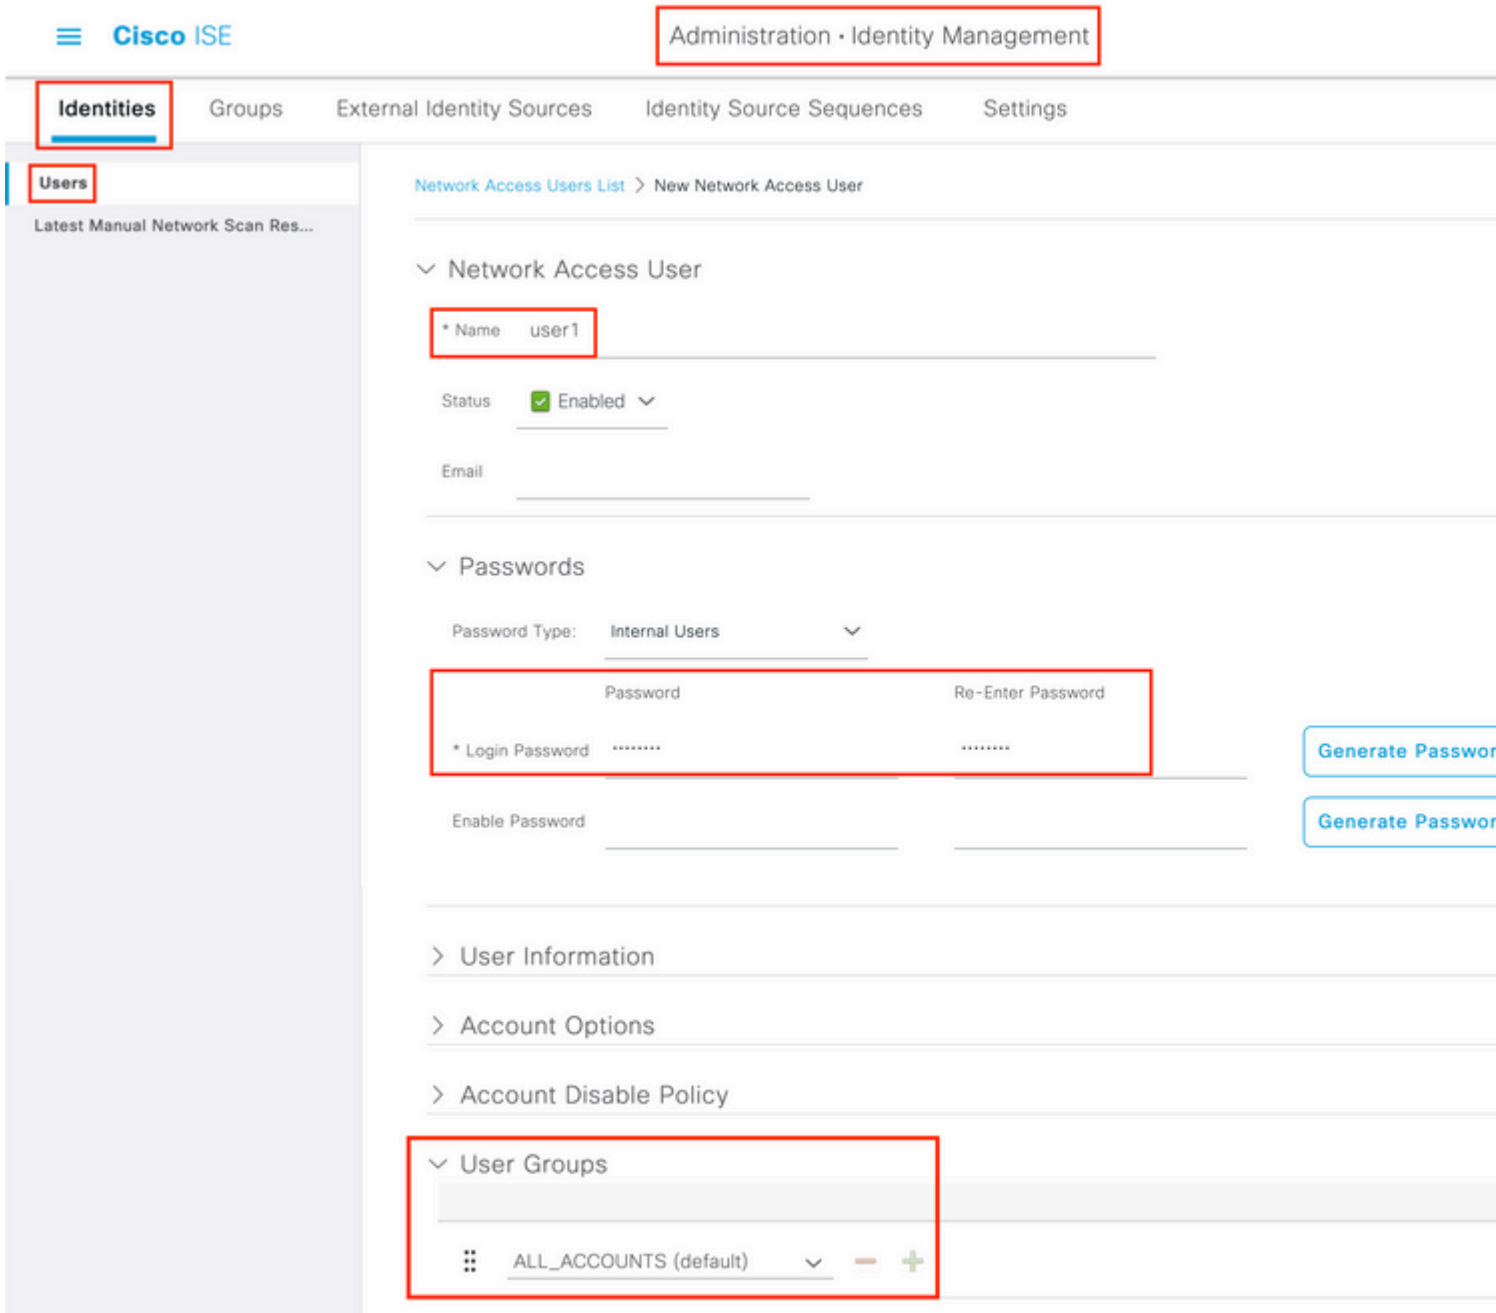 Cisco ISE
Administration · Identity Management
Identities Groups External Identity Sources Identity Source Sequences Settings
Users
Latest Manual Network Scan Res...
Network Access Users List > New Network Access User
Network Access User
* Name user1
Status Enabled
Email
Passwords
Password Type: Internal Users
Password Re-Enter Password
* Login Password ········ ········
Generate Passwor
Enable Password
Generate Passwor
User Information
Account Options
Account Disable Policy
User Groups
ALL_ACCOUNTS (default)